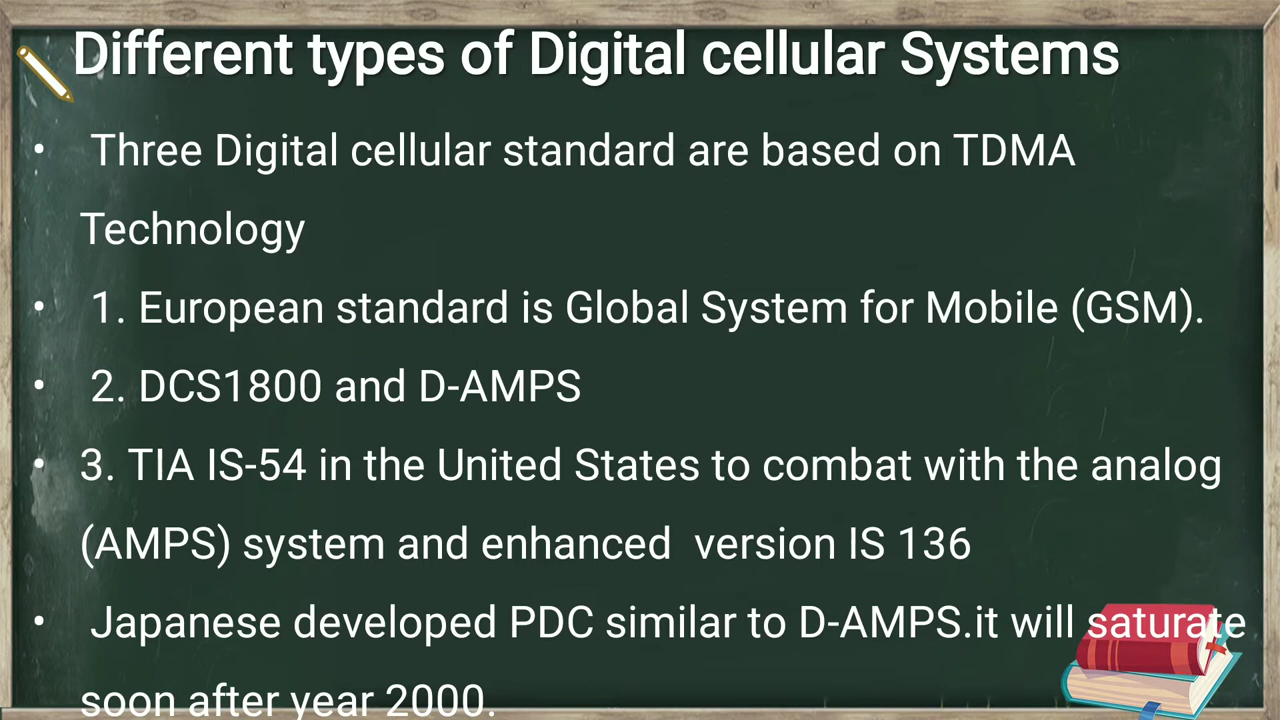 Different types of Digital cellular Systems
• Three Digital cellular standard are based on TDMA
Technology
• 1. European standard is Global System for Mobile (GSM).
• 2. DCS1800 and D-AMPS
• 3. TIA IS-54 in the United States to combat with the analog
(AMPS) system and enhanced  version IS 136
• Japanese developed PDC similar to D-AMPS.it will saturate
soon after year 2000.